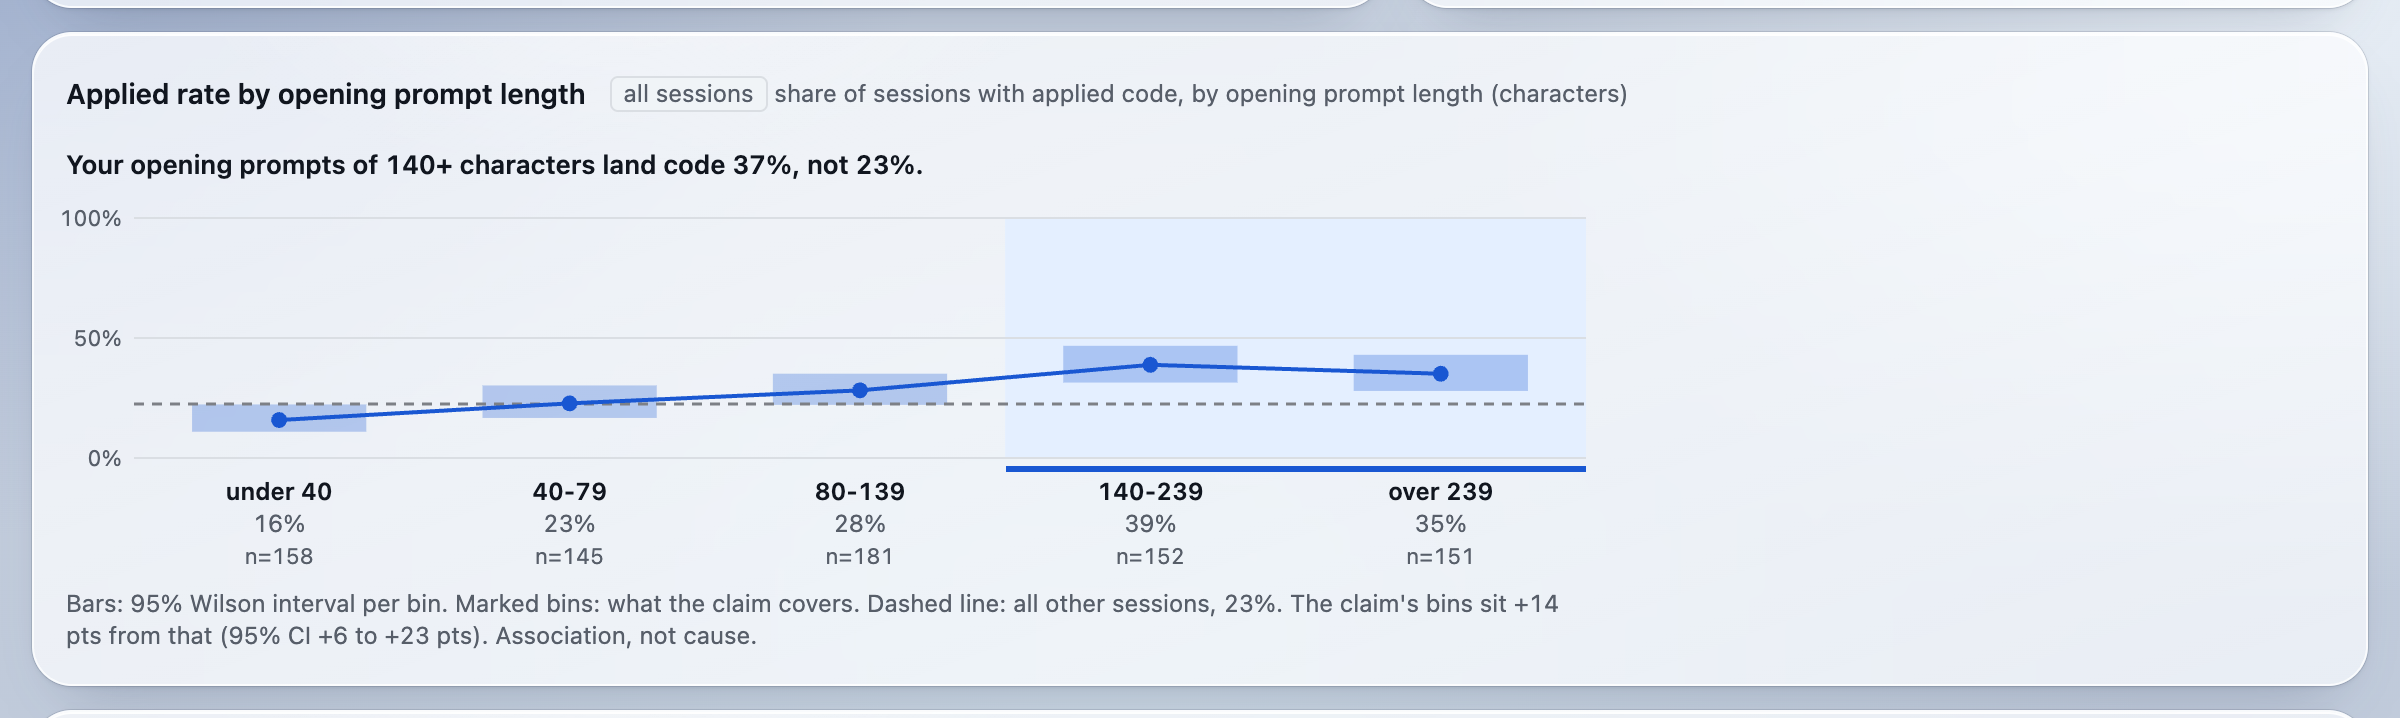 Applied rate by opening prompt length all sessions share of sessions with applied code, by opening prompt length (characters)
Your opening prompts of 140+ characters land code 37%, not 23%.
100%
50%
0%
under 40 40-79 80-139 140-239 over 239
16% 23% 28% 39% 35%
n=158 n=145 n=181 n=152 n=151
Bars: 95% Wilson interval per bin. Marked bins: what the claim covers. Dashed line: all other sessions, 23%. The claim's bins sit +14
pts from that (95% CI +6 to +23 pts). Association, not cause.